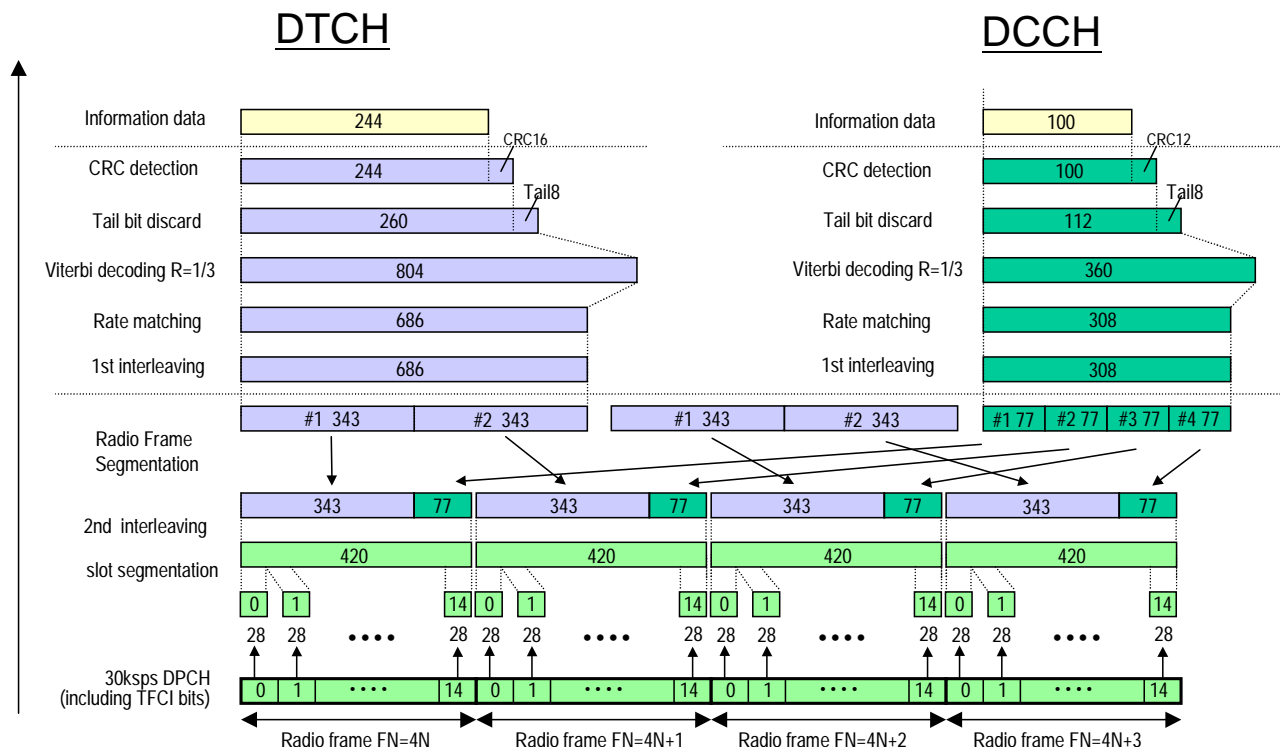 DTCH DCCH
Information data 244 Information data 100
CRC16 CRC12
CRC detection 244 CRC detection 100
Tail8 Tail8
Tail bit discard 260 Tail bit discard 112
Viterbi decoding R=1/3 804 Viterbi decoding R=1/3 360
Rate matching 686 Rate matching 308
1st interleaving 686 1st interleaving 308
#1 343 #2 343 #1 343 #2 343 #1 77 #2 77 #3 77 #4 77
Radio Frame
Segmentation
343 77 343 77 343 77 343 77
2nd interleaving
420 420 420 420
slot segmentation
0 1 14 0 1 14 0 1 14 0 1 14
28 28 •••• 28 28 28 •••• 28 28 28 •••• 28 28 28 •••• 28
30ksps DPCH
(including TFCI bits)
0 1 •••• 14 0 1 •••• 14 0 1 •••• 14 0 1 •••• 14
Radio frame FN=4N Radio frame FN=4N+1 Radio frame FN=4N+2 Radio frame FN=4N+3